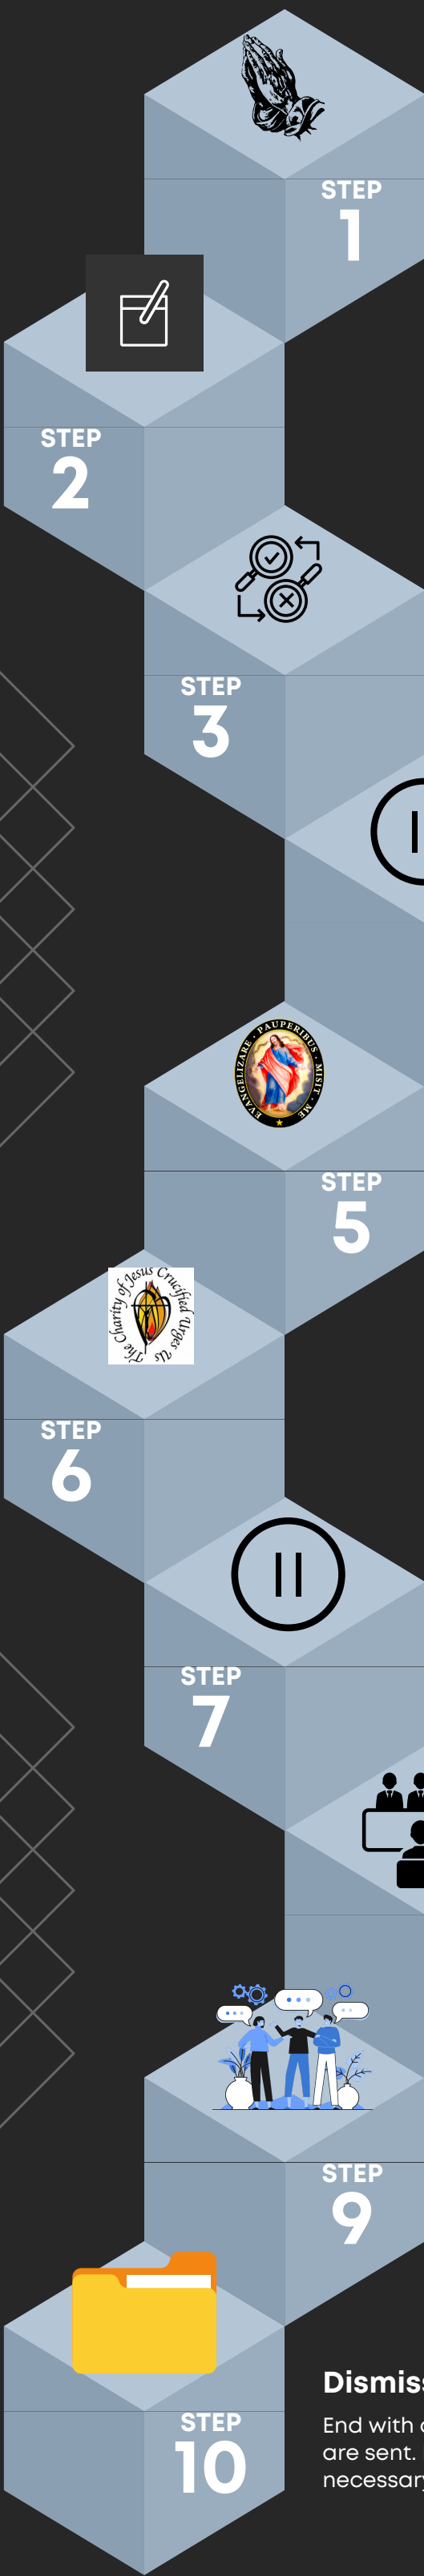 STEP
1
STEP
2
STEP
3
EVANGELIZARE · PAUPERIBUS · MISIT · ME
STEP
5
The Charity of Jesus Crucified Urges Us
STEP
6
STEP
7
STEP
9
STEP
10
Dismiss
End with
are sent.
necessary